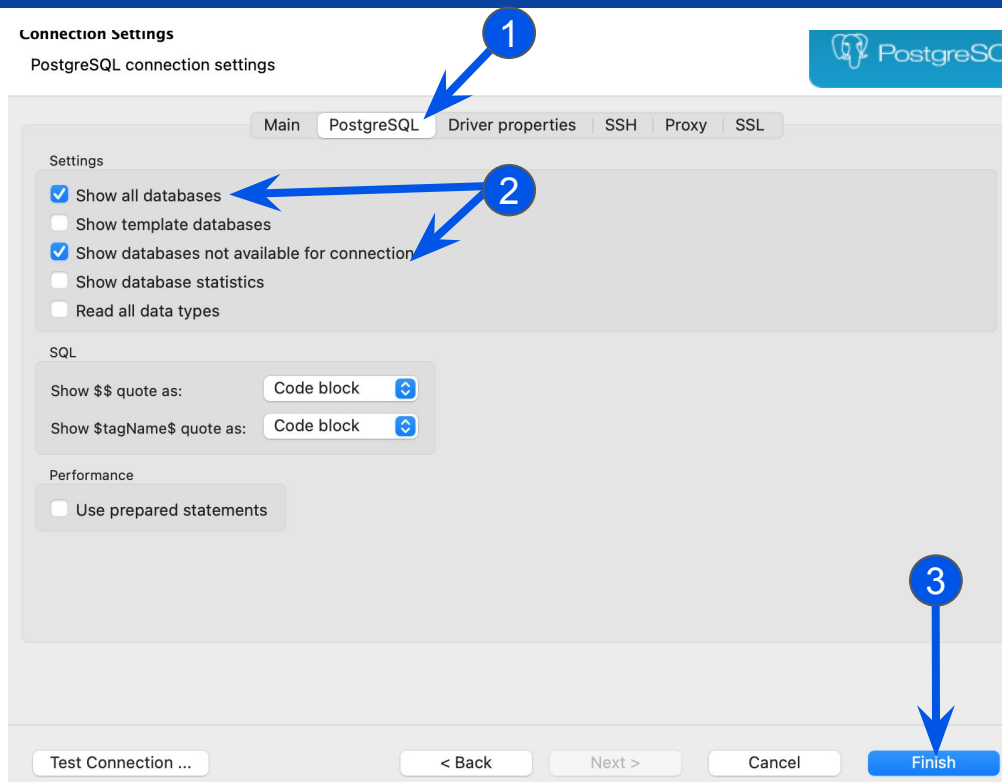 Connection Settings
1
PostgreSQL connection settings
PostgreSQ
Main PostgreSQL Driver properties SSH Proxy SSL
Settings
Show all databases
2
Show template databases
Show databases not available for connection
Show database statistics
Read all data types
SQL
Show $$ quote as: Code block
Show $tagName$ quote as: Code block
Performance
Use prepared statements
3
Test Connection ... < Back Next > Cancel Finish